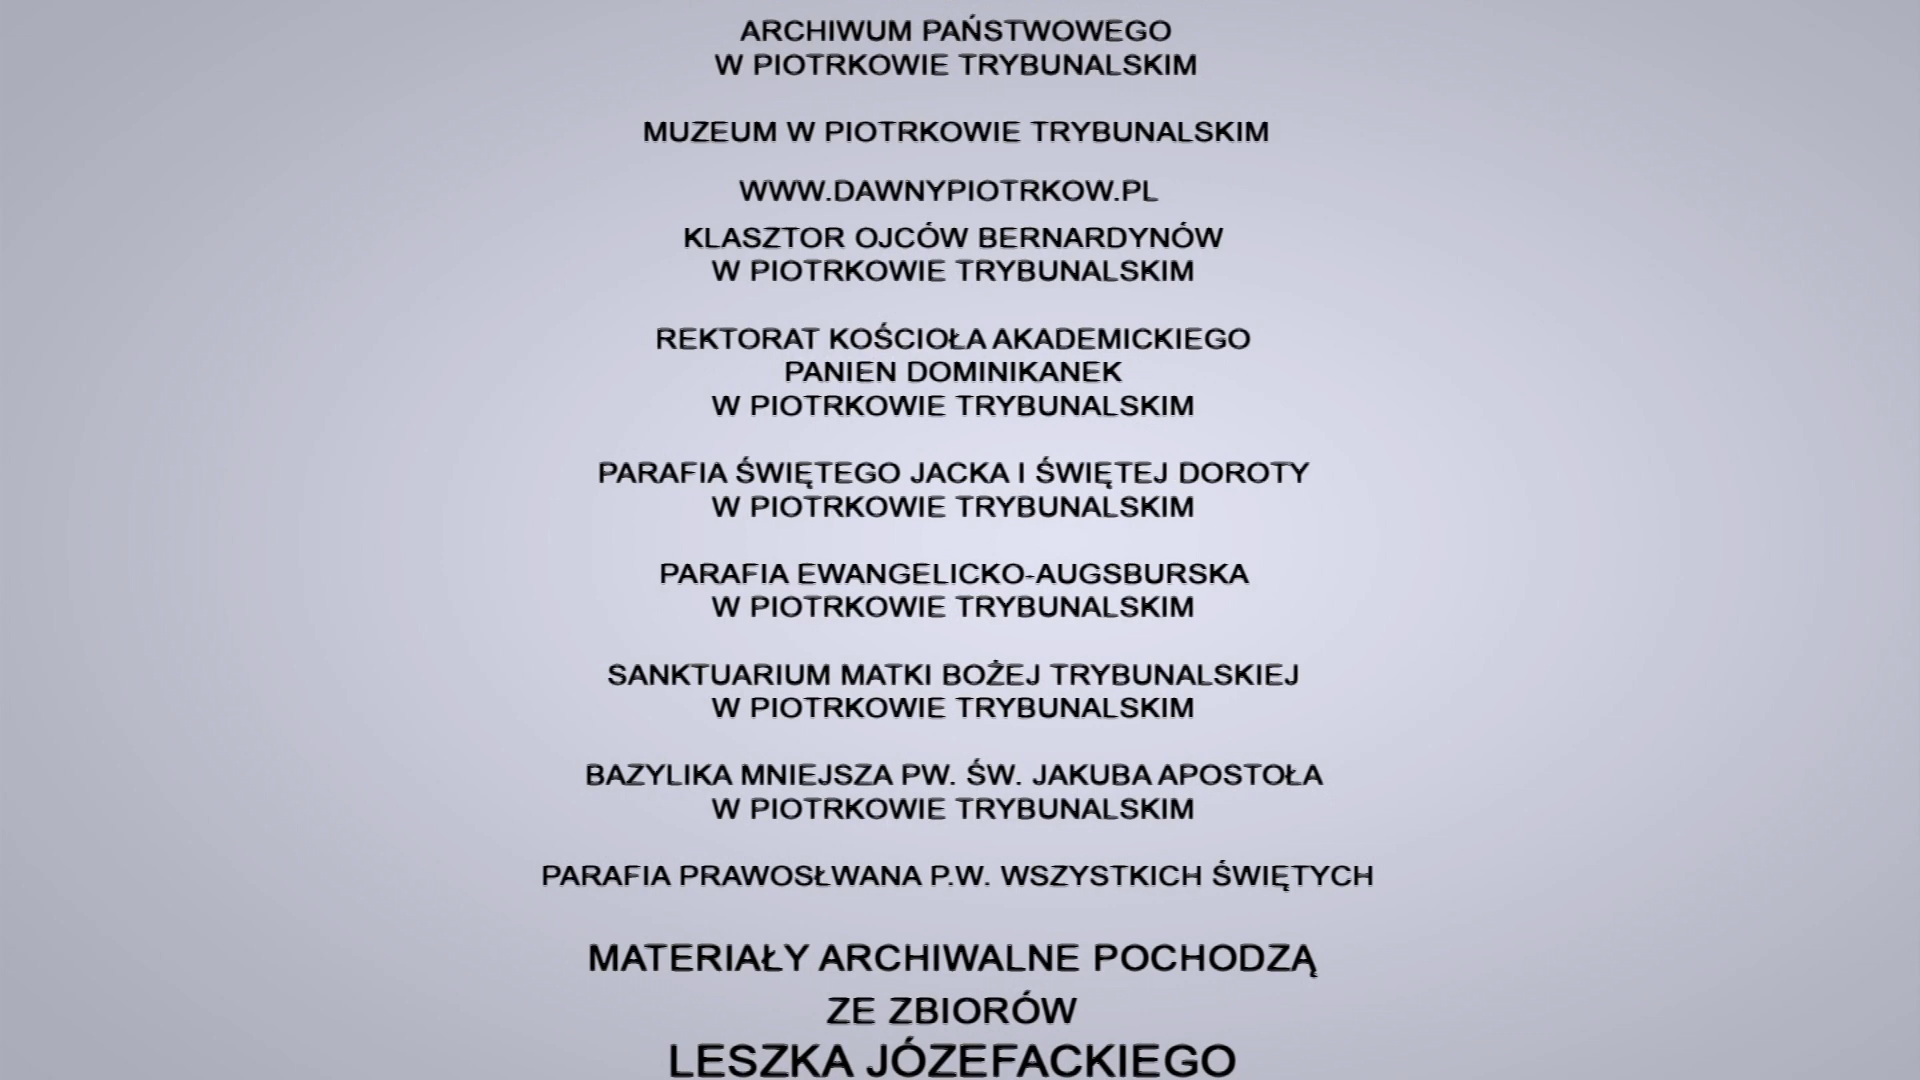 ARCHIWUM PAŃSTWOWEGO
W PIOTRKOWIE TRYBUNALSKIM
MUZEUM W PIOTRKOWIE TRYBUNALSKIM
WWW.DAWNYPIOTRKOW.PL
KLASZTOR OJCÓW BERNARDYNÓW
W PIOTRKOWIE TRYBUNALSKIM
REKTORAT KOŚCIOŁA AKADEMICKIEGO
PANIEN DOMINIKANEK
W PIOTRKOWIE TRYBUNALSKIM
PARAFIA ŚWIĘTEGO JACKA I ŚWIĘTEJ DOROTY
W PIOTRKOWIE TRYBUNALSKIM
PARAFIA EWANGELICKO-AUGSBURSKA
W PIOTRKOWIE TRYBUNALSKIM
SANKTUARIUM MATKI BOŻEJ TRYBUNALSKIEJ
W PIOTRKOWIE TRYBUNALSKIM
BAZYLIKA MNIEJSZA PW. ŚW. JAKUBA APOSTOŁA
W PIOTRKOWIE TRYBUNALSKIM
PARAFIA PRAWOSŁWANA P.W. WSZYSTKICH ŚWIĘTYCH
MATERIAŁY ARCHIWALNE POCHODZĄ
ZE ZBIORÓW
LESZKA JÓZEFACKIEGO